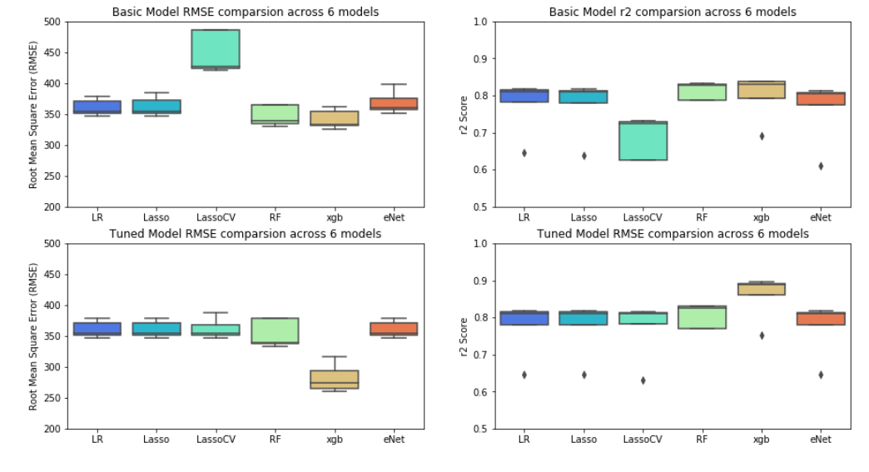 Basic Model RMSE comparsion across 6 models
Root Mean Square Error (RMSE)
500
450
400
350
300
250
200
LR Lasso LassoCV RF xgb eNet
Basic Model r2 comparsion across 6 models
r2 Score
1.0
0.9
0.8
0.7
0.6
0.5
LR Lasso LassoCV RF xgb eNet
Tuned Model RMSE comparsion across 6 models
Root Mean Square Error (RMSE)
500
450
400
350
300
250
200
LR Lasso LassoCV RF xgb eNet
Tuned Model RMSE comparsion across 6 models
r2 Score
1.0
0.9
0.8
0.7
0.6
0.5
LR Lasso LassoCV RF xgb eNet